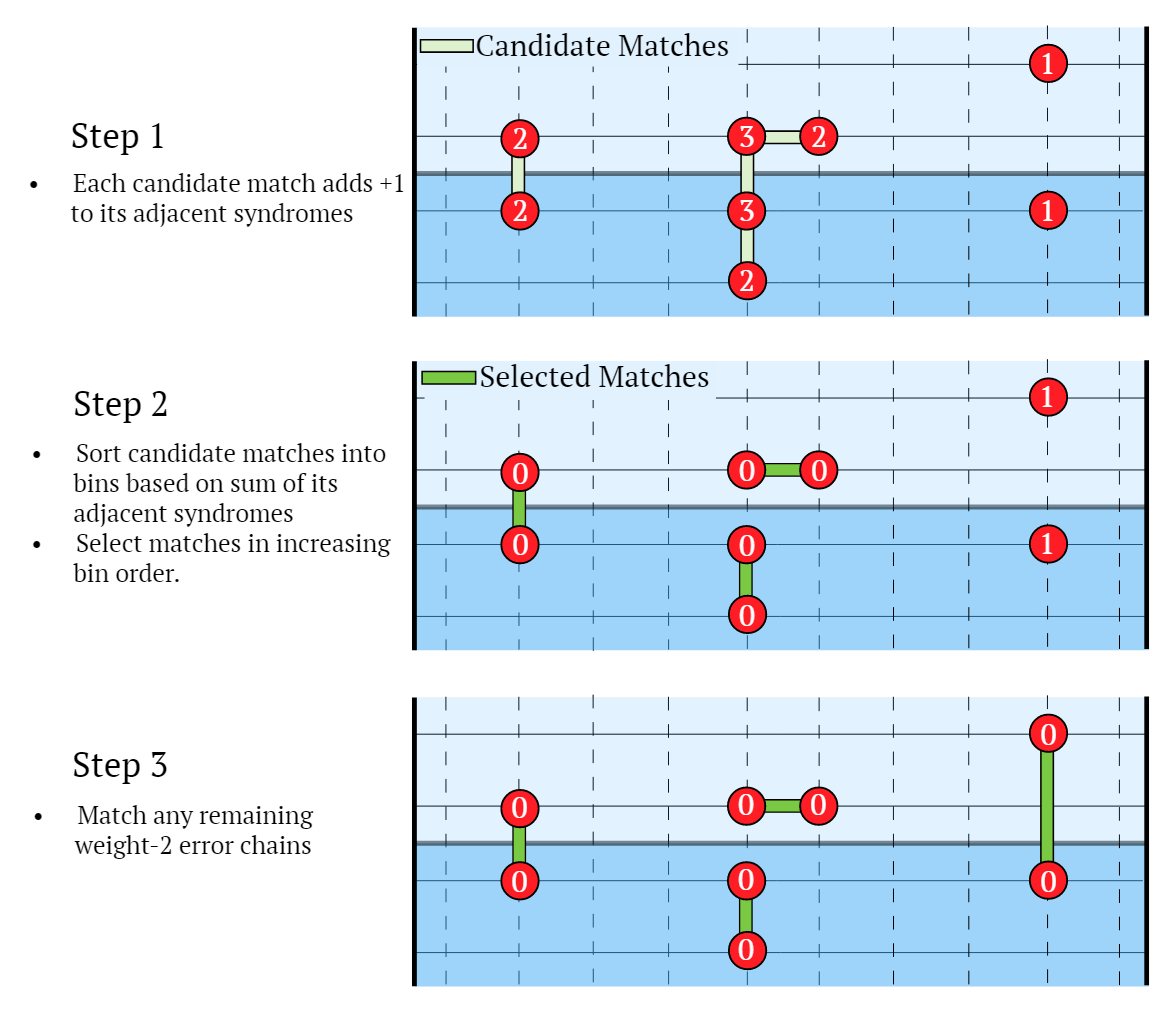 Candidate Matches
1
Step 1
2 3 2
• Each candidate match adds +1
to its adjacent syndromes
2 3 1
2
Selected Matches
1
Step 2
• Sort candidate matches into
bins based on sum of its
adjacent syndromes
• Select matches in increasing
bin order.
0 0 0
0 0 1
0
Step 3
• Match any remaining
weight-2 error chains
0
0 0 0
0 0 0
0